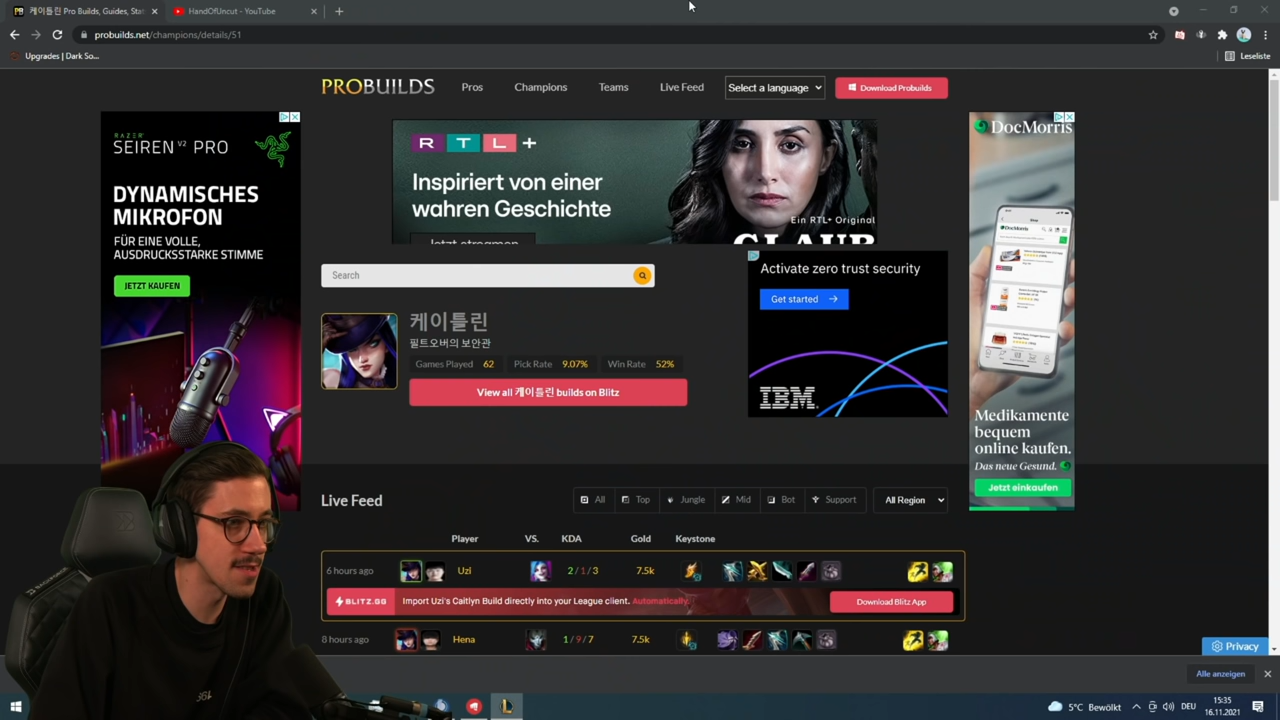 케이틀린 Pro Builds, Guides, Stat
HandOfUncut - YouTube
probuilds.net/champions/details/51
Upgrades | Dark So...
Leseliste
PROBUILDS
Pros
Champions
Teams
Live Feed
Select a language
Download Probuilds
RAZER
SEIREN V2 PRO
DYNAMISCHES
MIKROFON
FÜR EINE VOLLE,
AUSDRUCKSSTARKE STIMME
JETZT KAUFEN
RTL+
Inspiriert von einer
wahren Geschichte
Ein RTL+ Original
Jetzt streamen
DocMorris
Search
Activate zero trust security
Get started
IBM
케이틀린
필트오버의 보안관
Games Played 62
Pick Rate 9.07%
Win Rate 52%
View all 케이틀린 builds on Blitz
Medikamente
bequem
online kaufen.
Das neue Gesund.
Jetzt einkaufen
Live Feed
All
Top
Jungle
Mid
Bot
Support
All Region
Player
VS.
KDA
Gold
Keystone
6 hours ago
Uzi
2 / 1 / 3
7.5k
BLITZ.GG
Import Uzi's Caitlyn Build directly into your League client. Automatically.
Download Blitz App
8 hours ago
Hena
1 / 9 / 7
7.5k
Privacy
Alle anzeigen
5°C Bewölkt
DEU
15:35
16.11.2021